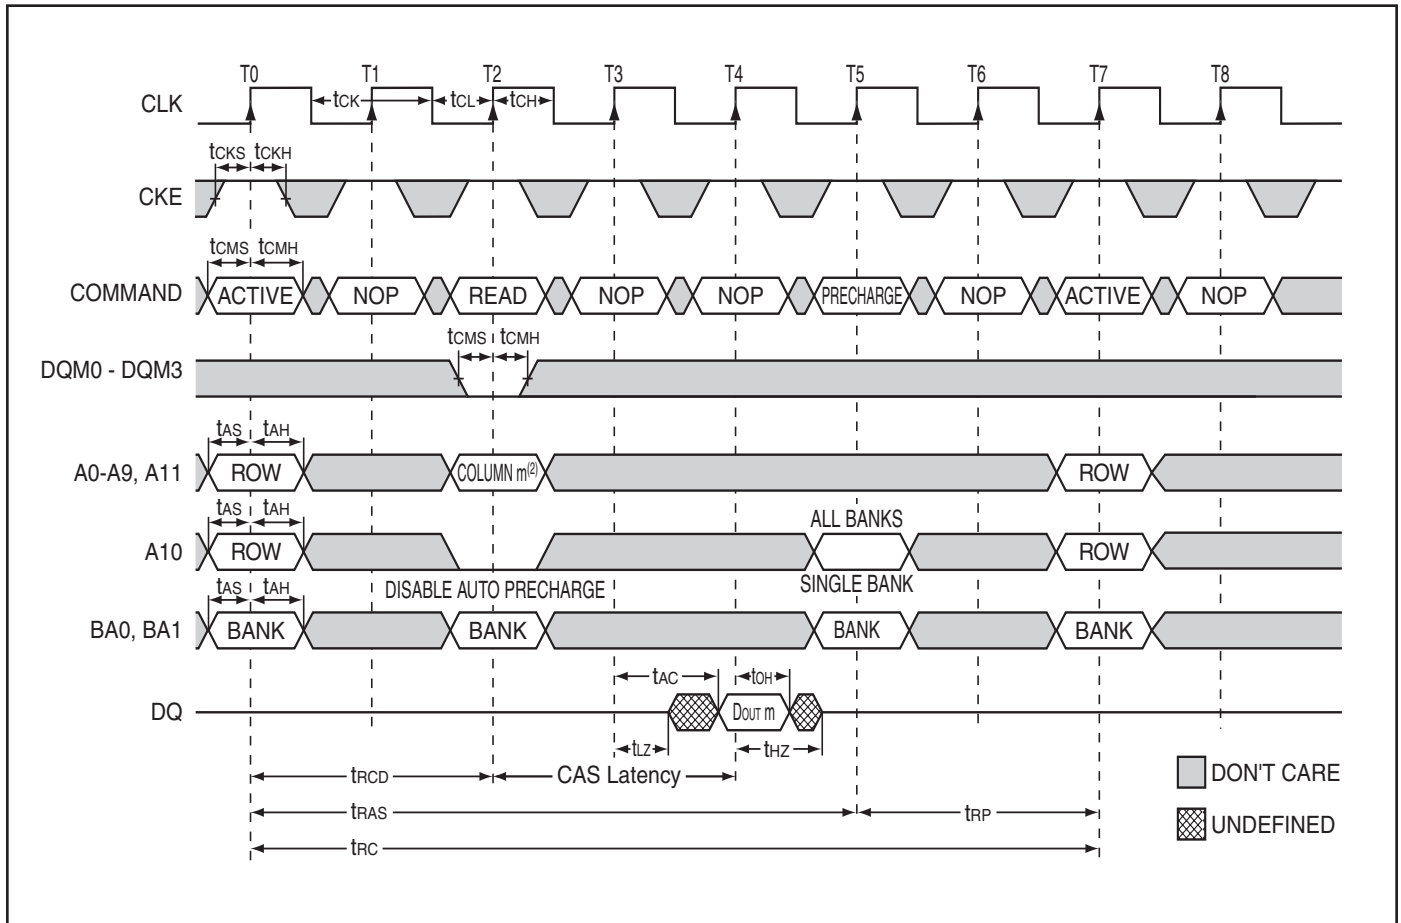 T0 T1 T2 T3 T4 T5 T6 T7 T8
CLK tCK tCL tCH
tCKS tCKH
CKE
tCMS tCMH
COMMAND ACTIVE NOP READ NOP NOP PRECHARGE NOP ACTIVE NOP
tCMS tCMH
DQM0 - DQM3
tAS tAH
A0-A9, A11 ROW COLUMN m(2) ROW
tAS tAH ALL BANKS
A10 ROW ROW
tAS tAH DISABLE AUTO PRECHARGE SINGLE BANK
BA0, BA1 BANK BANK BANK BANK
tAC tOH
DQ DOUT m
tLZ tHZ
tRCD CAS Latency DON'T CARE
tRAS tRP UNDEFINED
tRC